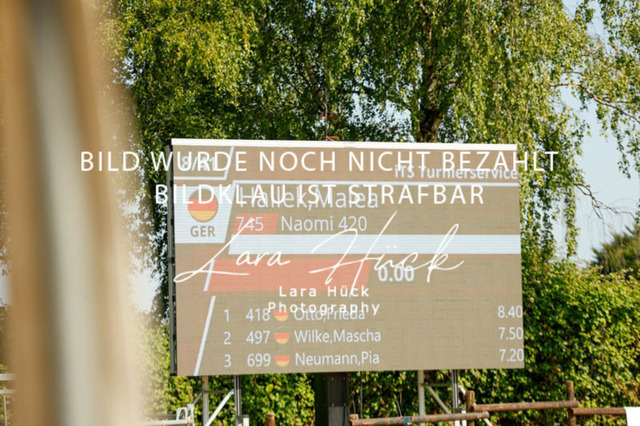 BILD WURDE NOCH NICHT BEZAHLT
FTS Turnierservice
BILDKLAU IST STRAFBAR
GER
745 Naomi 420
Lara Hück
0.00
Lara Hück
Photography
1 418 Otto,Frieda 8.40
2 497 Wilke,Mascha 7.50
3 699 Neumann,Pia 7.20